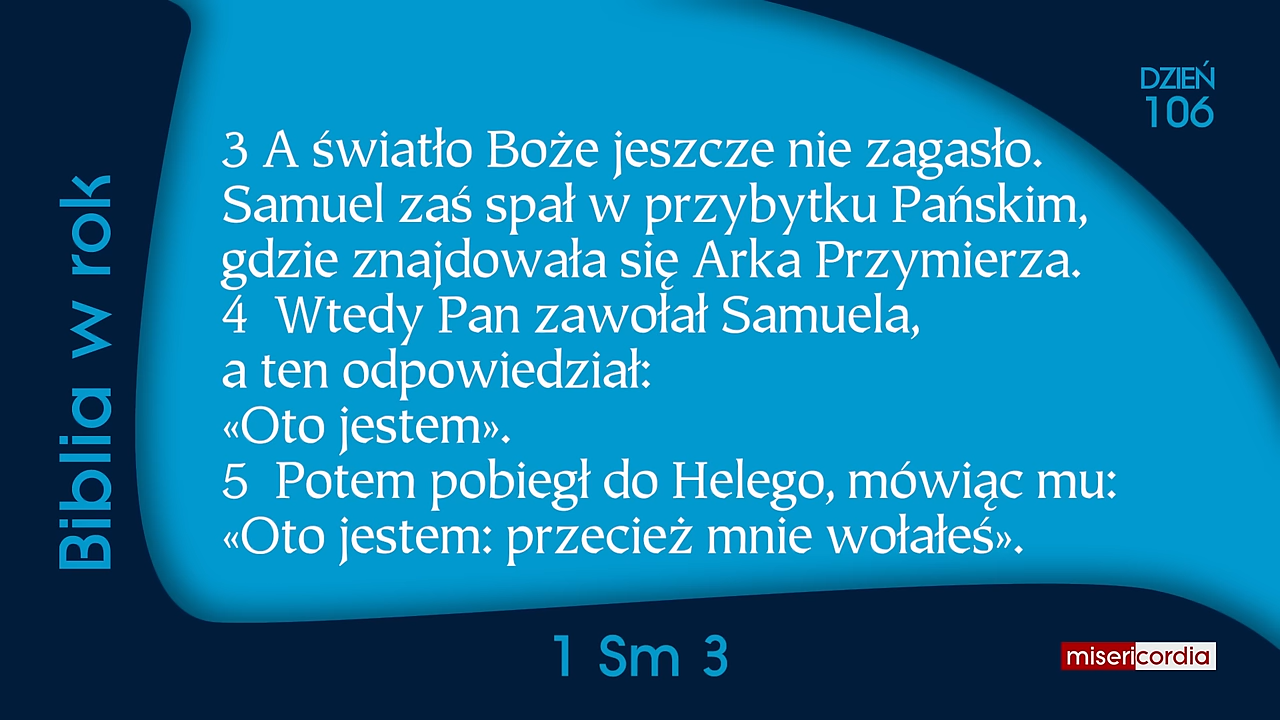 DZIEŃ
106
Biblia w rok
3 A światło Boże jeszcze nie zagasło.
Samuel zaś spał w przybytku Pańskim,
gdzie znajdowała się Arka Przymierza.
4 Wtedy Pan zawołał Samuela,
a ten odpowiedział:
«Oto jestem».
5 Potem pobiegł do Helego, mówiąc mu:
«Oto jestem: przecież mnie wołałeś».
1 Sm 3
misericordia